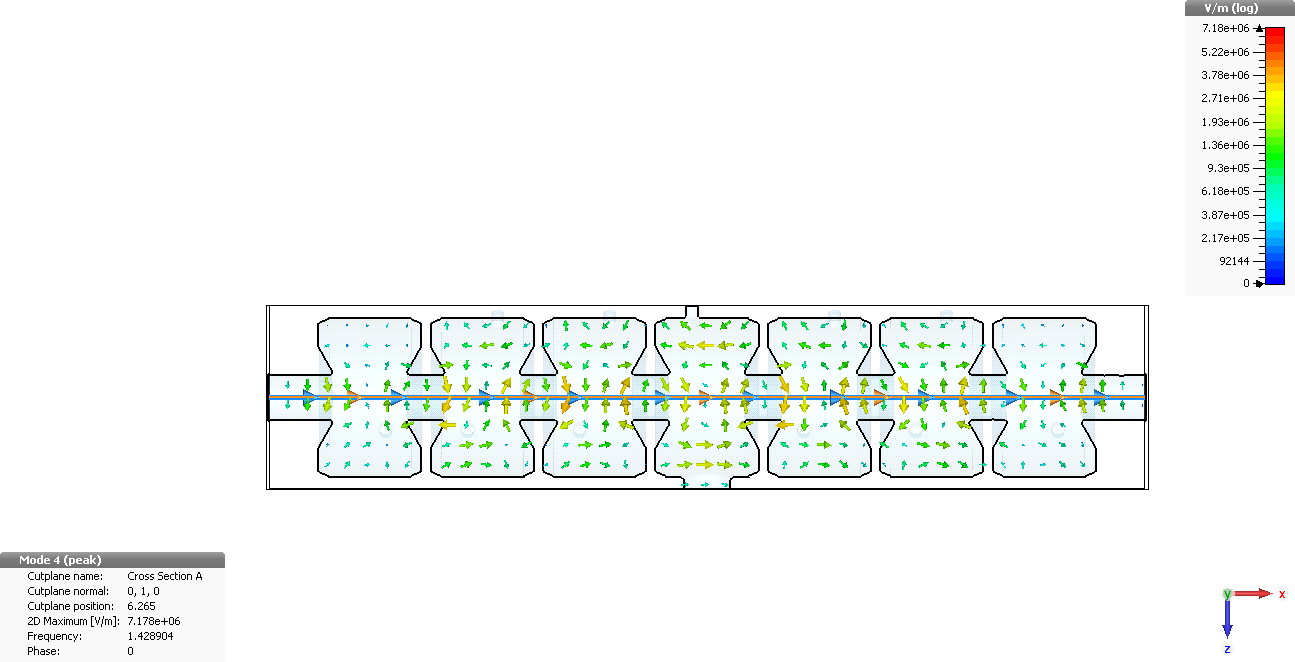 V/m (log)
7.18e+06
5.22e+06
3.78e+06
2.71e+06
1.93e+06
1.36e+06
9.3e+05
6.18e+05
3.87e+05
2.17e+05
92144
0
Mode 4 (peak)
Cutplane name: Cross Section A
Cutplane normal: 0, 1, 0
Cutplane position: 6.265
2D Maximum [V/m]: 7.178e+06
Frequency: 1.428904
Phase: 0
y x
z